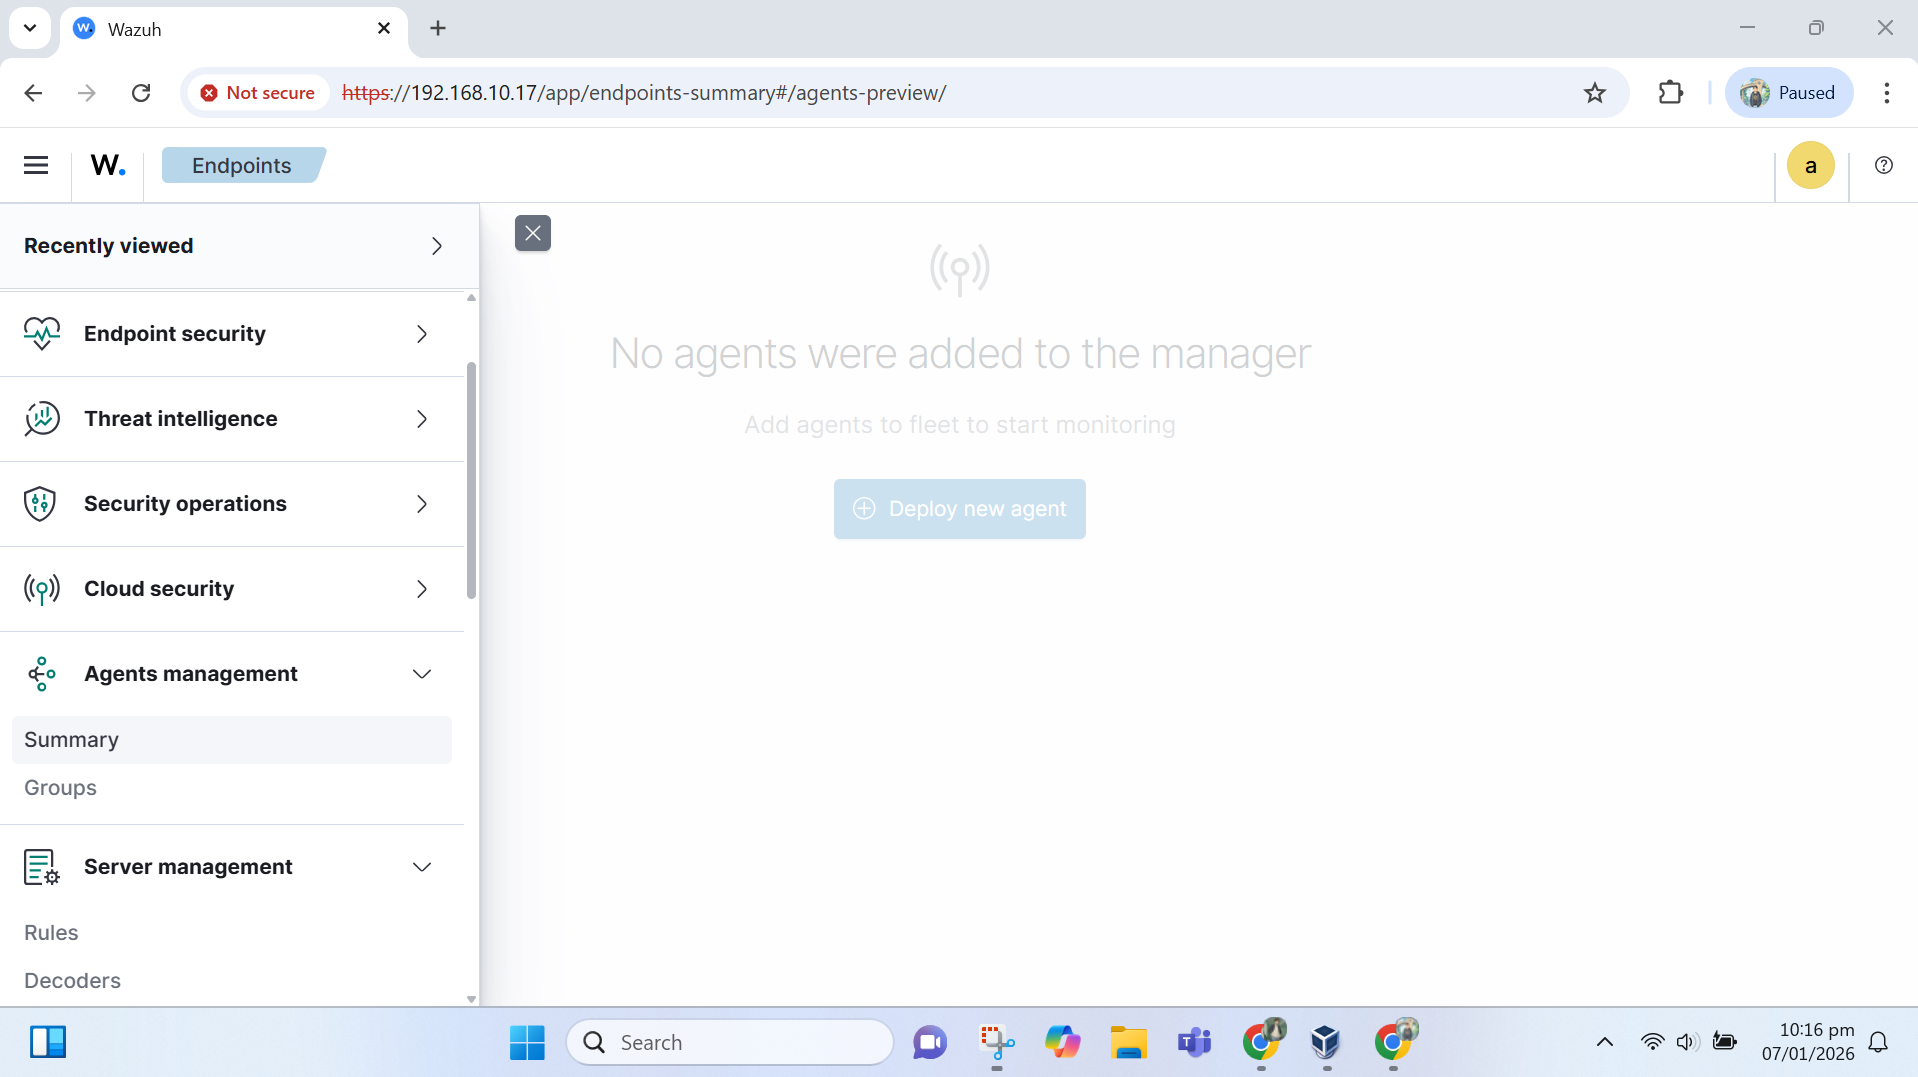 Wazuh
Not secure https://192.168.10.17/app/endpoints-summary#/agents-preview/ Paused
W. Endpoints a
Recently viewed
Endpoint security
Threat intelligence
Security operations
Cloud security
Agents management
Summary
Groups
Server management
Rules
Decoders
No agents were added to the manager
Add agents to fleet to start monitoring
Deploy new agent
Search
10:16 pm
07/01/2026